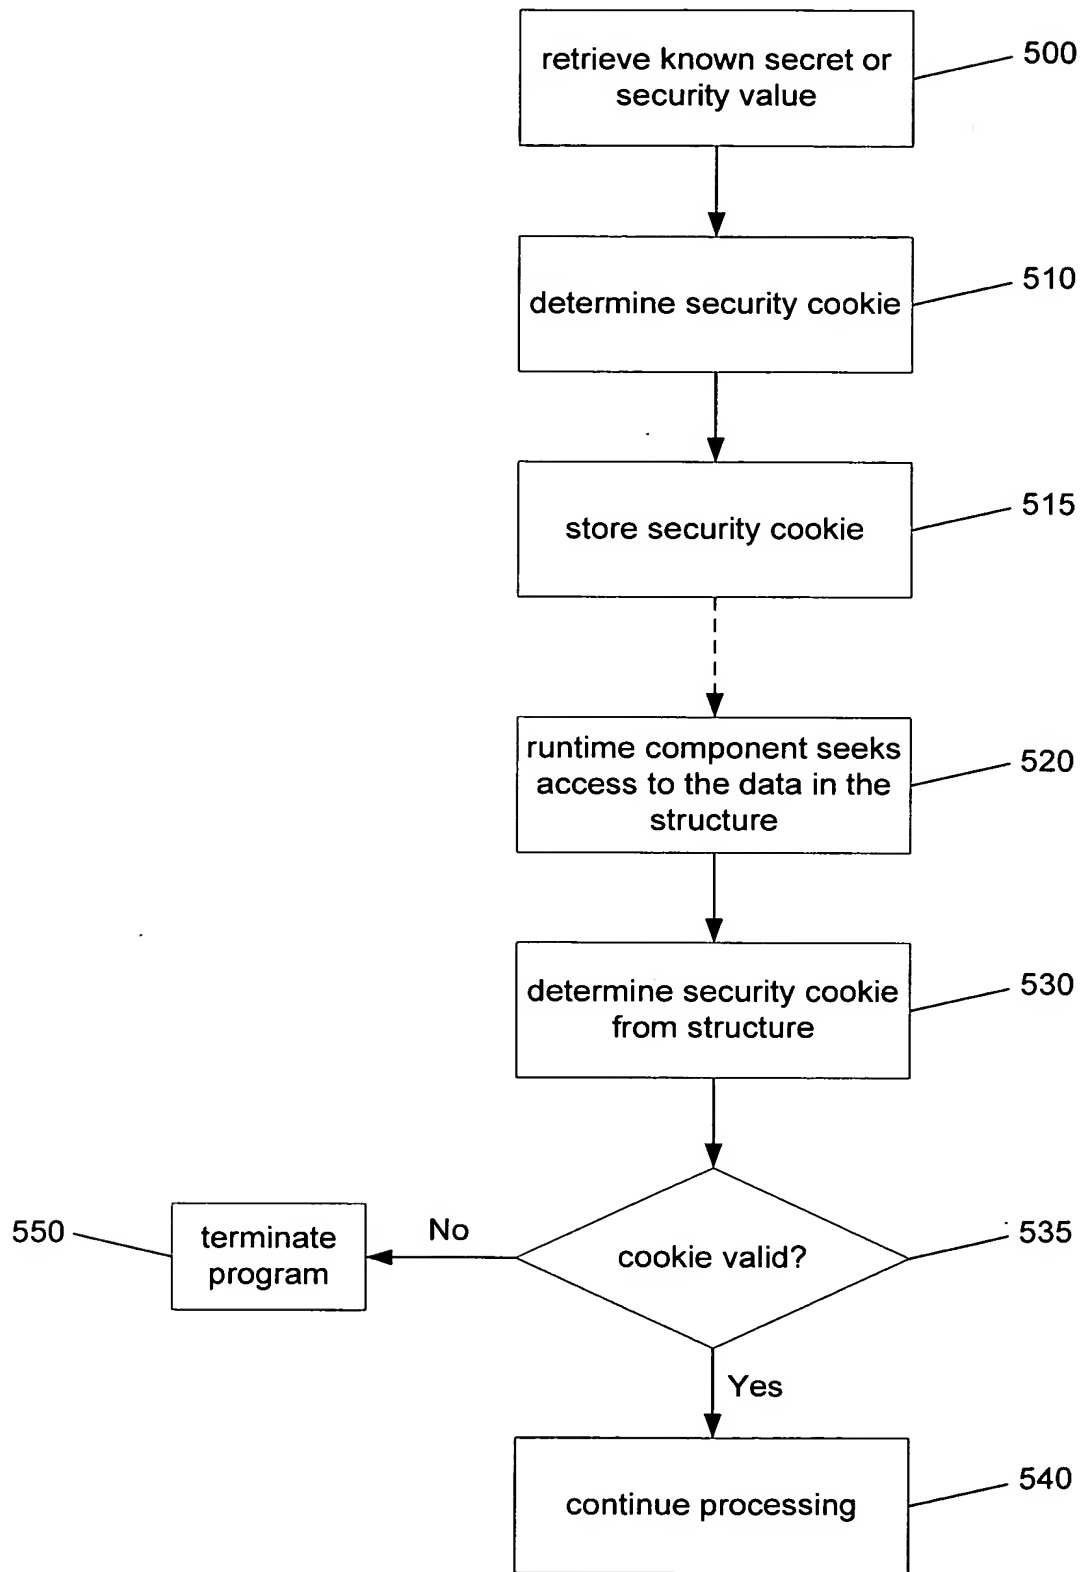 retrieve known secret or
security value
500
determine security cookie
510
store security cookie
515
runtime component seeks
access to the data in the
structure
520
determine security cookie
from structure
530
550
terminate
program
No
cookie valid?
535
Yes
continue processing
540